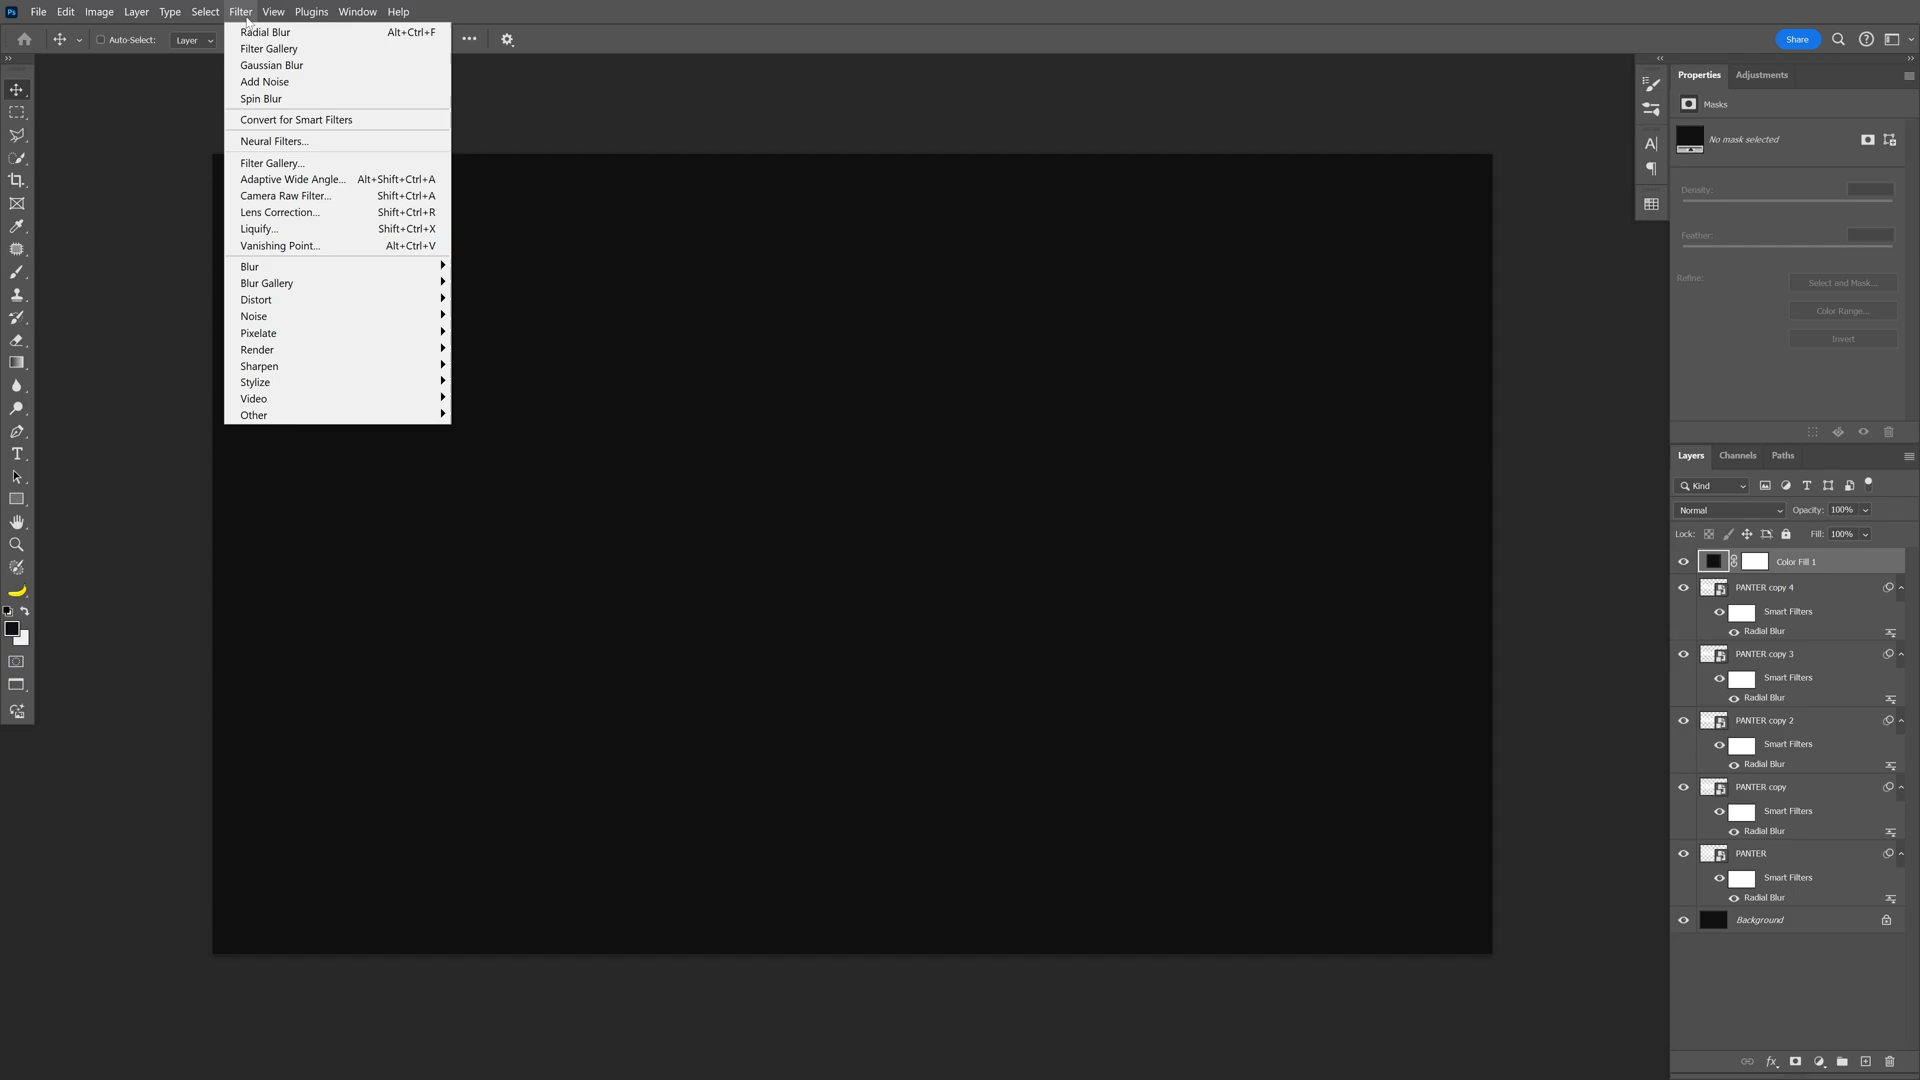 Ps File Edit Image Layer Type Select Filter View Plugins Window Help
Auto-Select: Layer Share
Radial Blur Alt+Ctrl+F
Filter Gallery
Gaussian Blur
Add Noise
Spin Blur
Convert for Smart Filters
Neural Filters...
Filter Gallery...
Adaptive Wide Angle... Alt+Shift+Ctrl+A
Camera Raw Filter... Shift+Ctrl+A
Lens Correction... Shift+Ctrl+R
Liquify... Shift+Ctrl+X
Vanishing Point... Alt+Ctrl+V
Blur
Blur Gallery
Distort
Noise
Pixelate
Render
Sharpen
Stylize
Video
Other
Properties Adjustments
Masks
No mask selected
Density:
Feather:
Refine: Select and Mask...
Color Range...
Invert
Layers Channels Paths
Kind
Normal Opacity: 100%
Lock: Fill: 100%
Color Fill 1
PANTER copy 4
Smart Filters
Radial Blur
PANTER copy 3
Smart Filters
Radial Blur
PANTER copy 2
Smart Filters
Radial Blur
PANTER copy
Smart Filters
Radial Blur
PANTER
Smart Filters
Radial Blur
Background